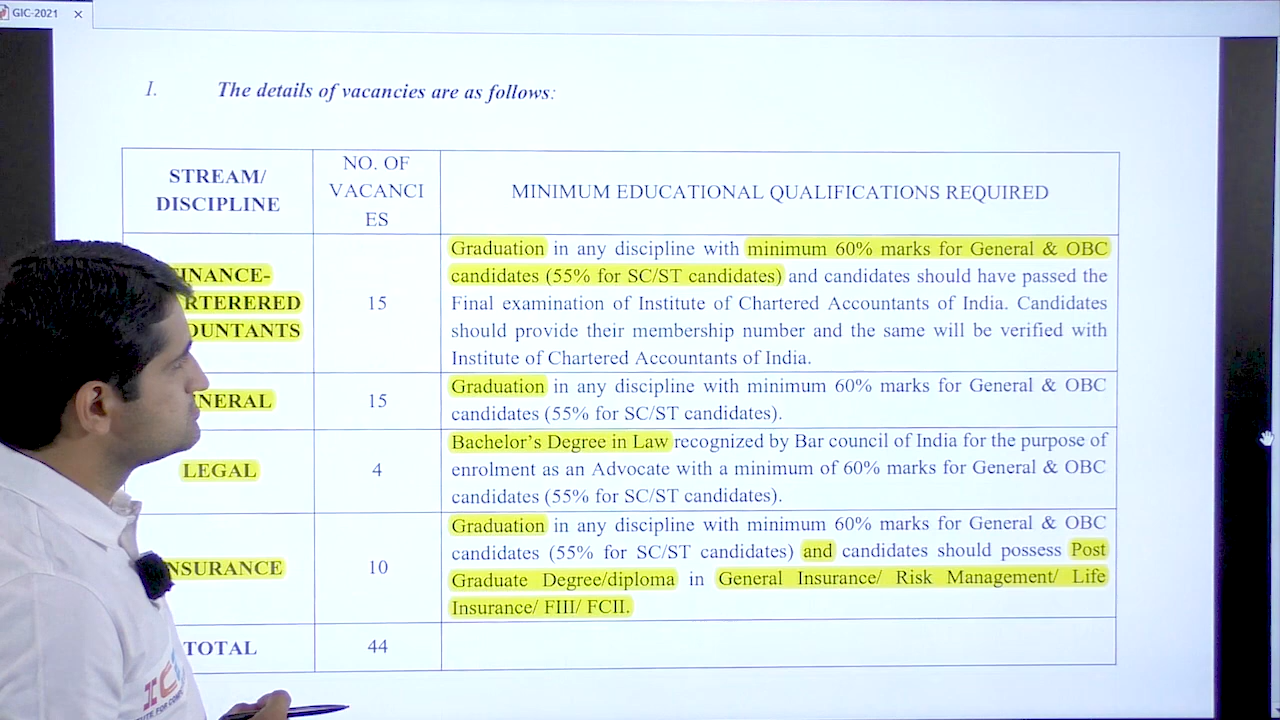 GIC-2021
I. The details of vacancies are as follows:
STREAM/
DISCIPLINE
NO. OF
VACANCI
ES
MINIMUM EDUCATIONAL QUALIFICATIONS REQUIRED
INANCE-
RTERERED
OUNTANTS
15
Graduation in any discipline with minimum 60% marks for General & OBC
candidates (55% for SC/ST candidates) and candidates should have passed the
Final examination of Institute of Chartered Accountants of India. Candidates
should provide their membership number and the same will be verified with
Institute of Chartered Accountants of India.
NERAL
15
Graduation in any discipline with minimum 60% marks for General & OBC
candidates (55% for SC/ST candidates).
LEGAL
4
Bachelor's Degree in Law recognized by Bar council of India for the purpose of
enrolment as an Advocate with a minimum of 60% marks for General & OBC
candidates (55% for SC/ST candidates).
NSURANCE
10
Graduation in any discipline with minimum 60% marks for General & OBC
candidates (55% for SC/ST candidates) and candidates should possess Post
Graduate Degree/diploma in General Insurance/ Risk Management/ Life
Insurance/ FIII/ FCII.
TOTAL
44